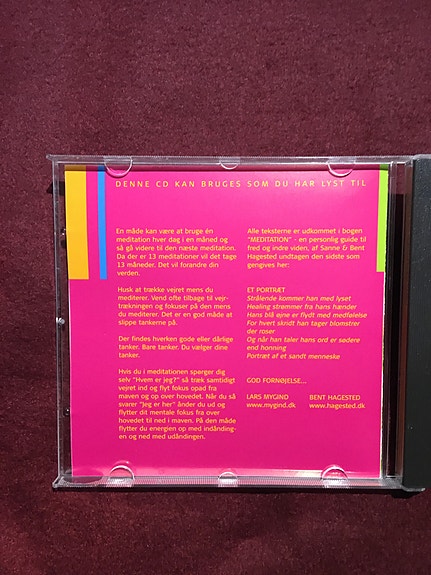 DENNE CD KAN BRUGES SOM DU HAR LYST TIL
En måde kan være at bruge én
meditation hver dag i en måned og
så gå videre til den næste meditation.
Da der er 13 meditationer vil det tage
13 måneder. Det vil forandre din
verden.
Husk at trække vejret mens du
mediterer. Vend ofte tilbage til vejr-
trækningen og fokuser på den mens
du mediterer. Det er en god måde at
slippe tankerne på.
Der findes hverken gode eller dårlige
tanker. Bare tanker. Du vælger dine
tanker.
Hvis du i meditationen spørger dig
selv "Hvem er jeg?" så træk samtidigt
vejret ind og flyt fokus opad fra
maven og op over hovedet. Når du så
svarer "Jeg er her" ånder du ud og
flytter dit mentale fokus fra over
hovedet til ned i maven. På den måde
flytter du energien op med indånding-
en og ned med udåndingen.
Alle teksterne er udkommet i bogen
"MEDITATION" - en personlig guide til
fred og indre viden, af Sanne & Bent
Hagested undtagen den sidste som
gengives her:
ET PORTRÆT
Strålende kommer han med lyset
Healing strømmer fra hans hænder
Hans blå øjne er flydt med medfølelse
For hvert skridt han tager blomstrer
der roser
Og når han taler hans ord er sødere
end honning
Portræt af et sandt menneske
GOD FORNØJELSE...
LARS MYGIND BENT HAGESTED
www.mygind.dk www.hagested.dk